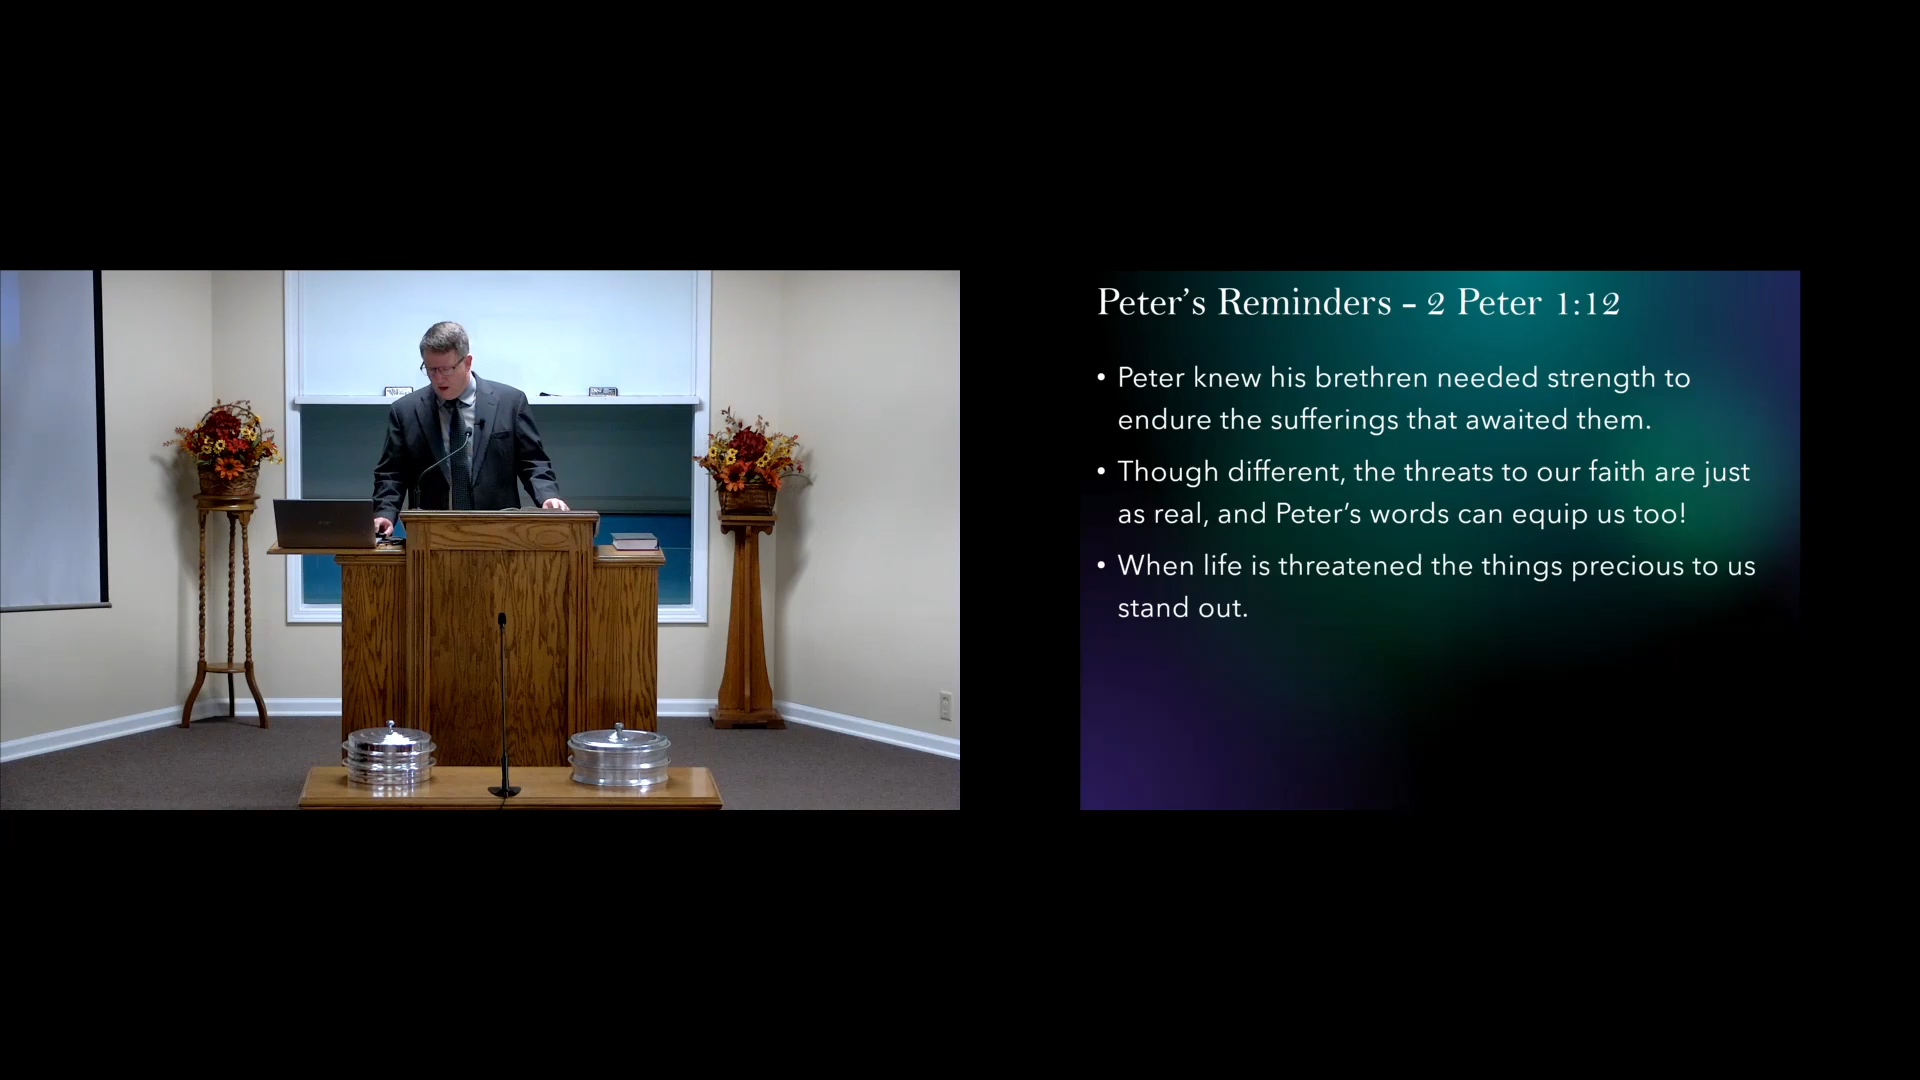 Peter’s Reminders – 2 Peter 1:12
• Peter knew his brethren needed strength to
endure the sufferings that awaited them.
• Though different, the threats to our faith are just
as real, and Peter’s words can equip us too!
• When life is threatened the things precious to us
stand out.